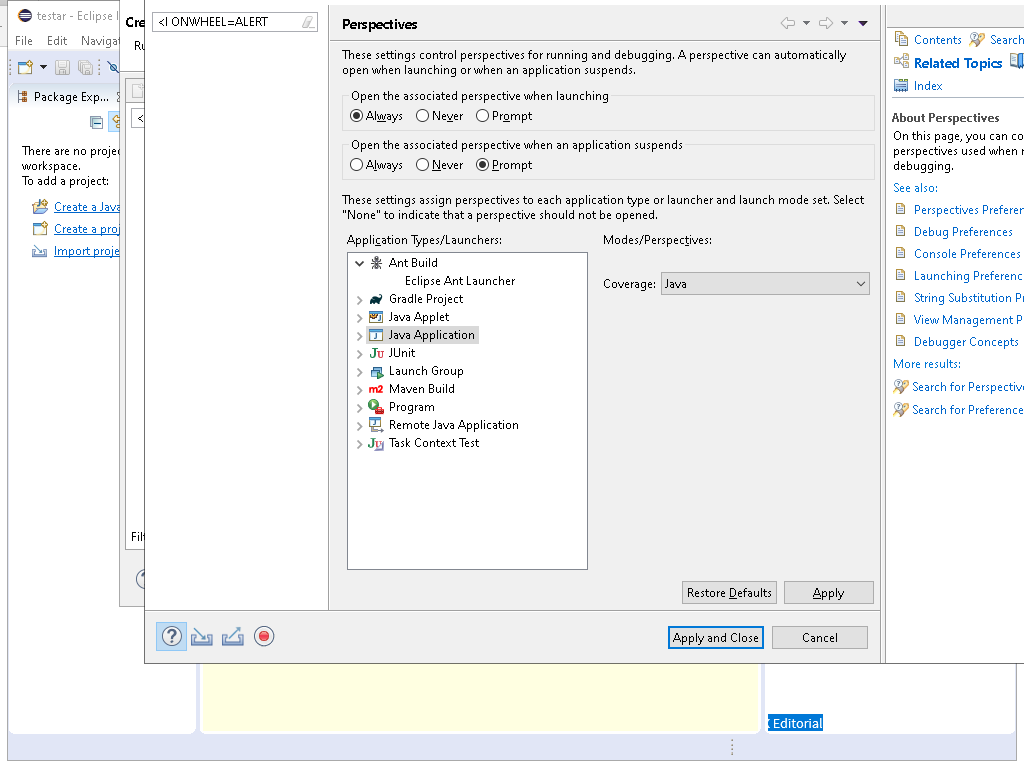 testar - Eclipse I
File Edit Naviga
Package Exp...
There are no proje
workspace.
To add a project:
Create a Java
Create a proj
Import proje
Cre
Ru
<
Filt
<I ONWHEEL=ALERT
Perspectives
These settings control perspectives for running and debugging. A perspective can automatically
open when launching or when an application suspends.
Open the associated perspective when launching
Always Never Prompt
Open the associated perspective when an application suspends
Always Never Prompt
These settings assign perspectives to each application type or launcher and launch mode set. Select
"None" to indicate that a perspective should not be opened.
Application Types/Launchers:
Modes/Perspectives:
Ant Build
Eclipse Ant Launcher
Gradle Project
Java Applet
Java Application
JUnit
Launch Group
Maven Build
Program
Remote Java Application
Task Context Test
Coverage: Java
Restore Defaults Apply
Apply and Close Cancel
Contents Search
Related Topics
Index
About Perspectives
On this page, you can co
perspectives used when r
debugging.
See also:
Perspectives Preferen
Debug Preferences
Console Preferences
Launching Preferenc
String Substitution Pr
View Management P
Debugger Concepts
More results:
Search for Perspective
Search for Preference
Editorial